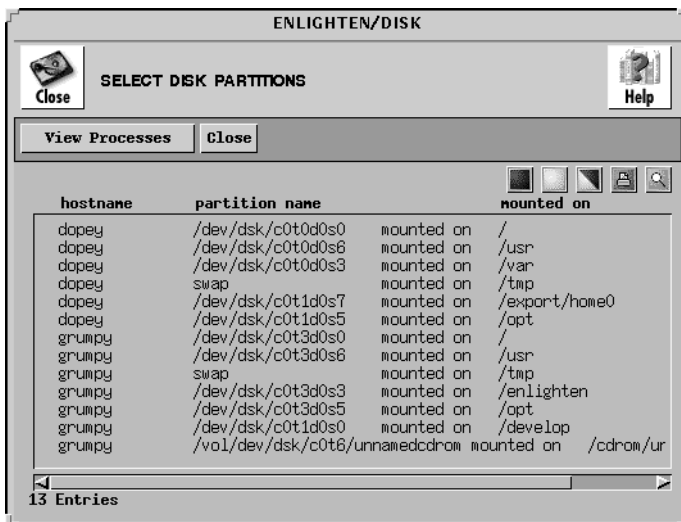 ENLIGHTEN/DISK
Close
SELECT DISK PARTITIONS
Help
View Processes Close
hostname partition name mounted on
dopey /dev/dsk/c0t0d0s0 mounted on /
dopey /dev/dsk/c0t0d0s6 mounted on /usr
dopey /dev/dsk/c0t0d0s3 mounted on /var
dopey swap mounted on /tmp
dopey /dev/dsk/c0t1d0s7 mounted on /export/home0
dopey /dev/dsk/c0t1d0s5 mounted on /opt
grumpy /dev/dsk/c0t3d0s0 mounted on /
grumpy /dev/dsk/c0t3d0s6 mounted on /usr
grumpy swap mounted on /tmp
grumpy /dev/dsk/c0t3d0s3 mounted on /enlighten
grumpy /dev/dsk/c0t3d0s5 mounted on /opt
grumpy /dev/dsk/c0t1d0s0 mounted on /develop
grumpy /vol/dev/dsk/c0t6/unnamedcdrom mounted on /cdrom/ur
13 Entries